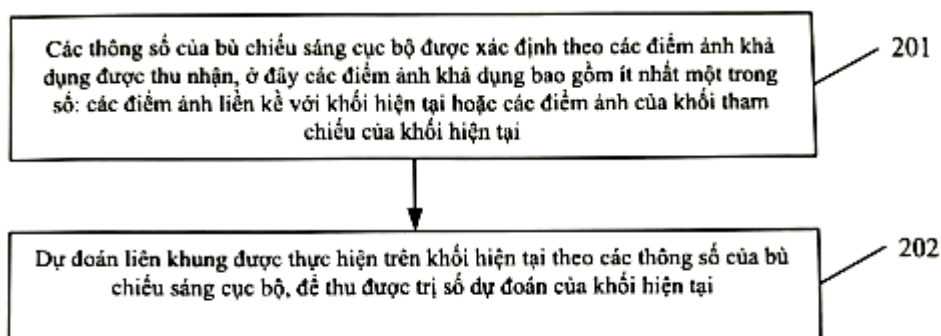 Các thông số của bù chiếu sáng cục bộ được xác định theo các điểm ảnh khả
dụng được thu nhận, ở đây các điểm ảnh khả dụng bao gồm ít nhất một trong
số: các điểm ảnh liền kề với khối hiện tại hoặc các điểm ảnh của khối tham
chiếu của khối hiện tại
201
Dự đoán liên khung được thực hiện trên khối hiện tại theo các thông số của bù
chiếu sáng cục bộ, để thu được trị số dự đoán của khối hiện tại
202